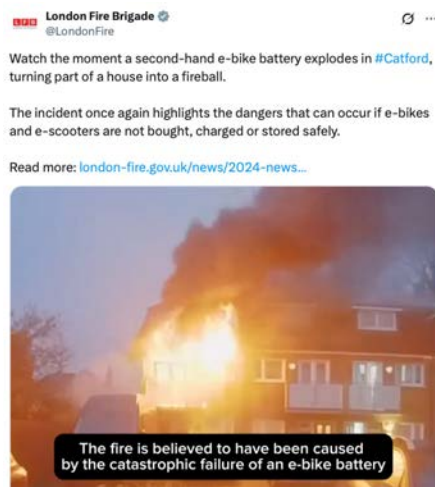 London Fire Brigade
LFB
@LondonFire
Watch the moment a second-hand e-bike battery explodes in #Catford,
turning part of a house into a fireball.
The incident once again highlights the dangers that can occur if e-bikes
and e-scooters are not bought, charged or stored safely.
Read more: london-fire.gov.uk/news/2024-news...
The fire is believed to have been caused
by the catastrophic failure of an e-bike battery